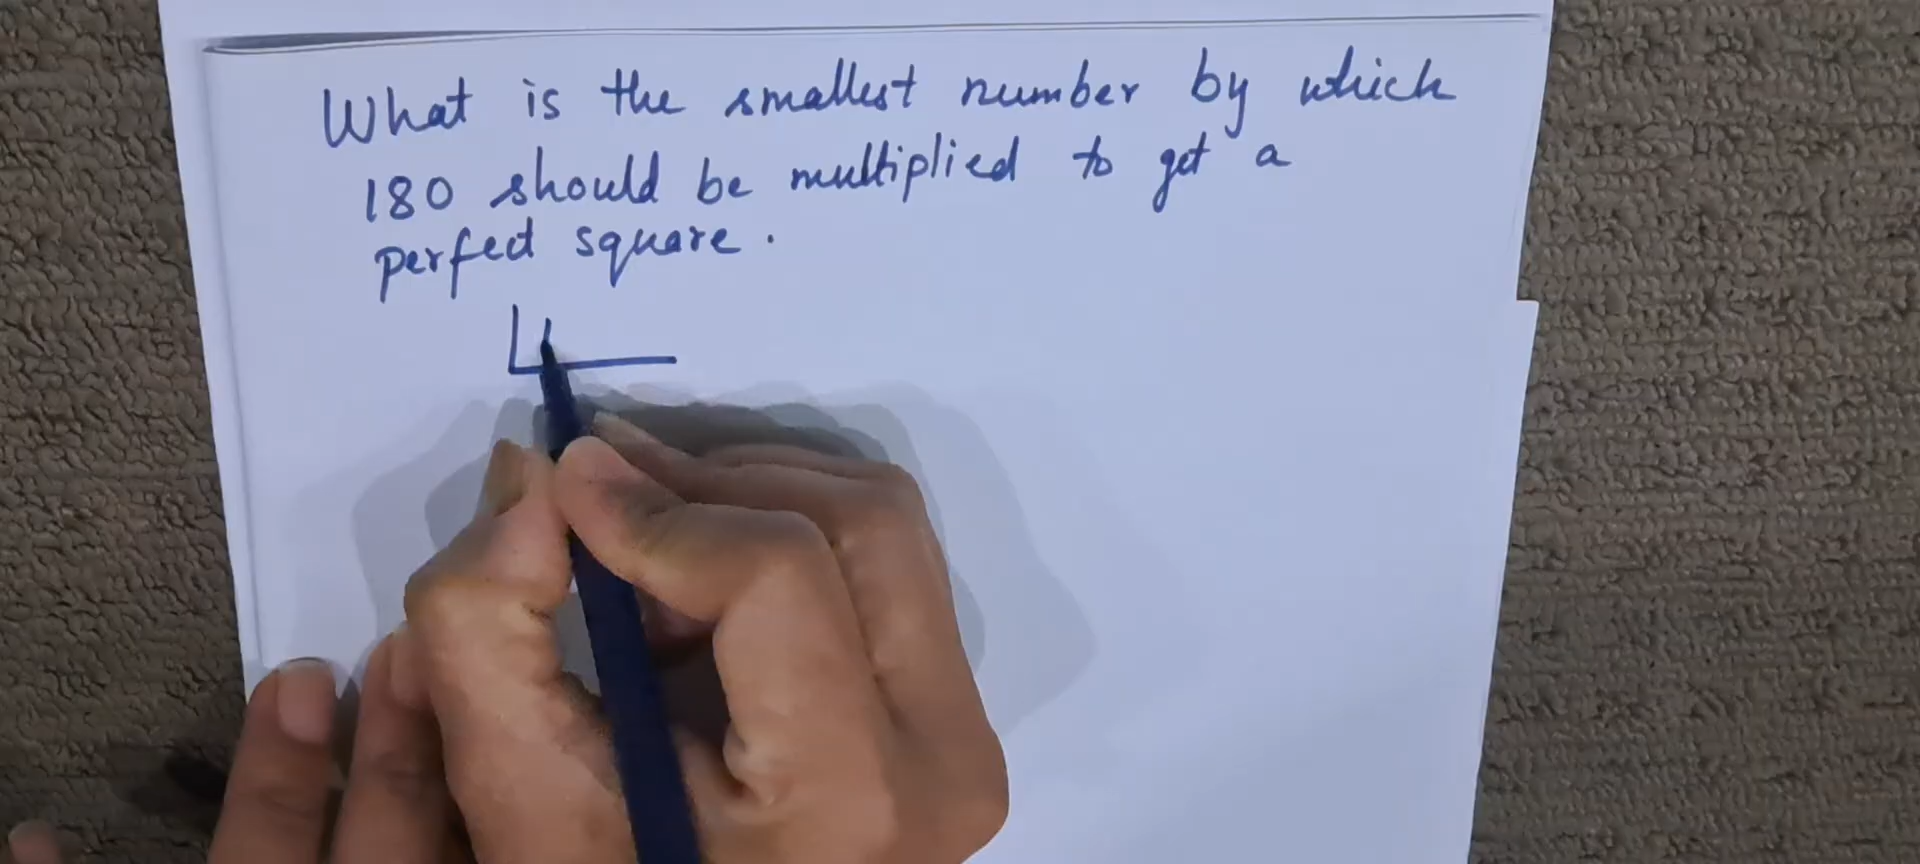 What is the smallest number by which
180 should be multiplied to get a
perfect square.